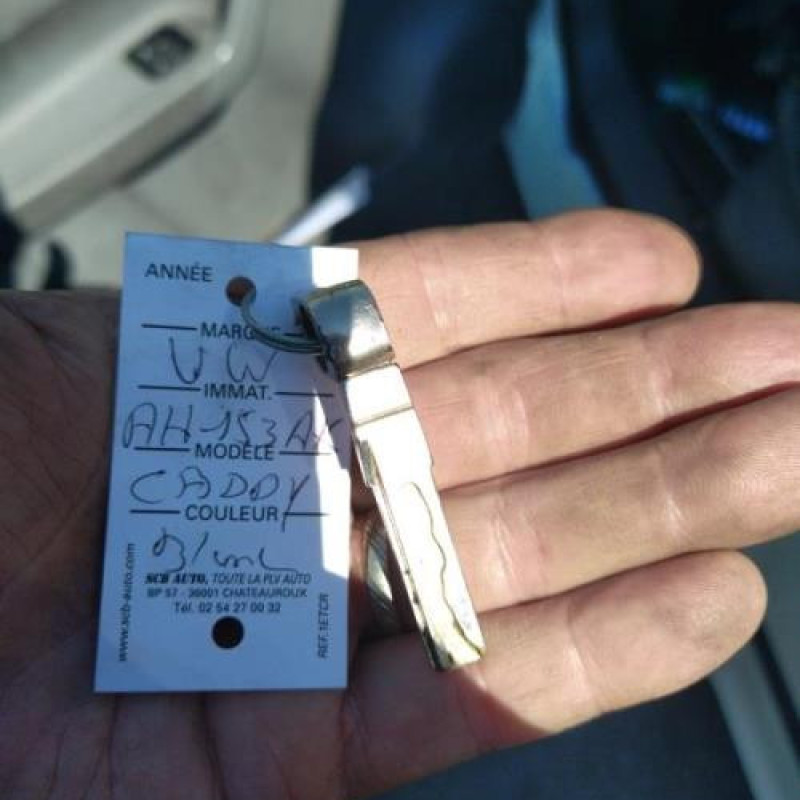 ANNÉE
MARQUE
VW
IMMAT.
AH 153 AK
MODÈLE
CADDY
COULEUR
Blanc
SCB AUTO, TOUTE LA PLV AUTO
BP 57 - 36001 CHATEAUROUX
Tél. 02 54 27 00 32
www.scb-auto.com
REF. 1ETCR